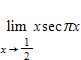 lim x sec πx
x → 1/2